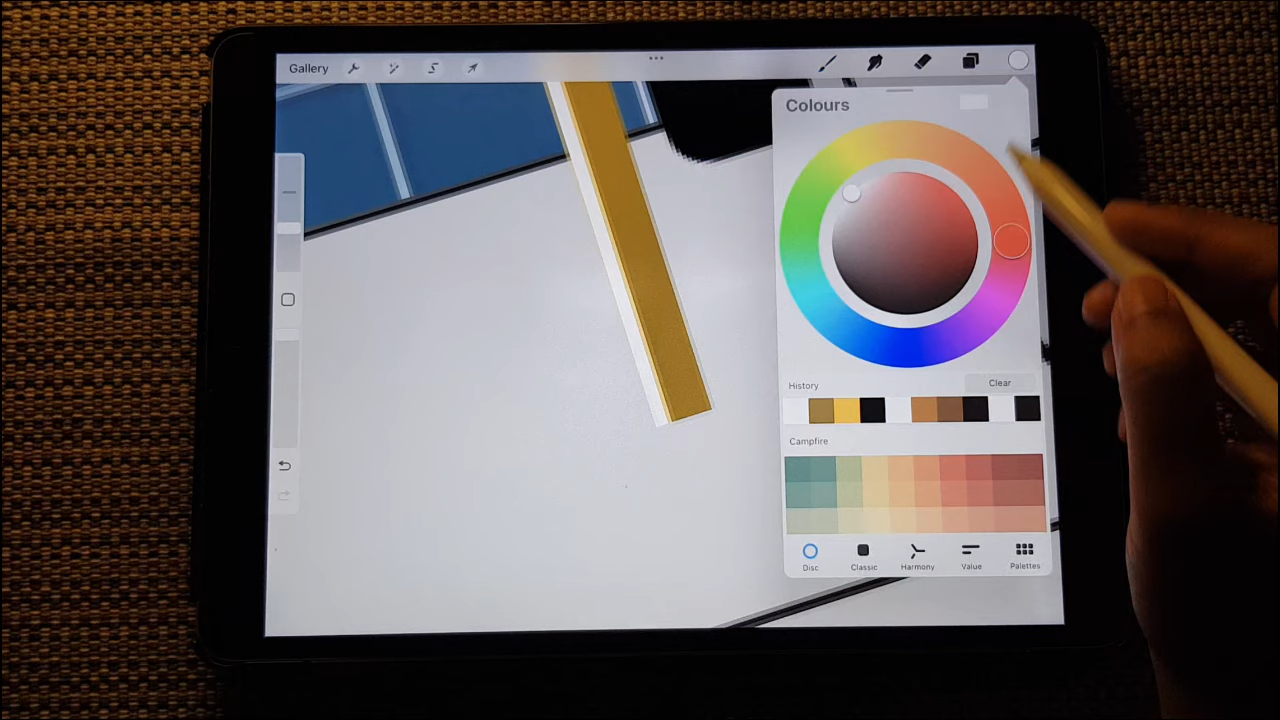 Gallery
Colours
History
Clear
Campfire
Disc
Classic
Harmony
Value
Palettes